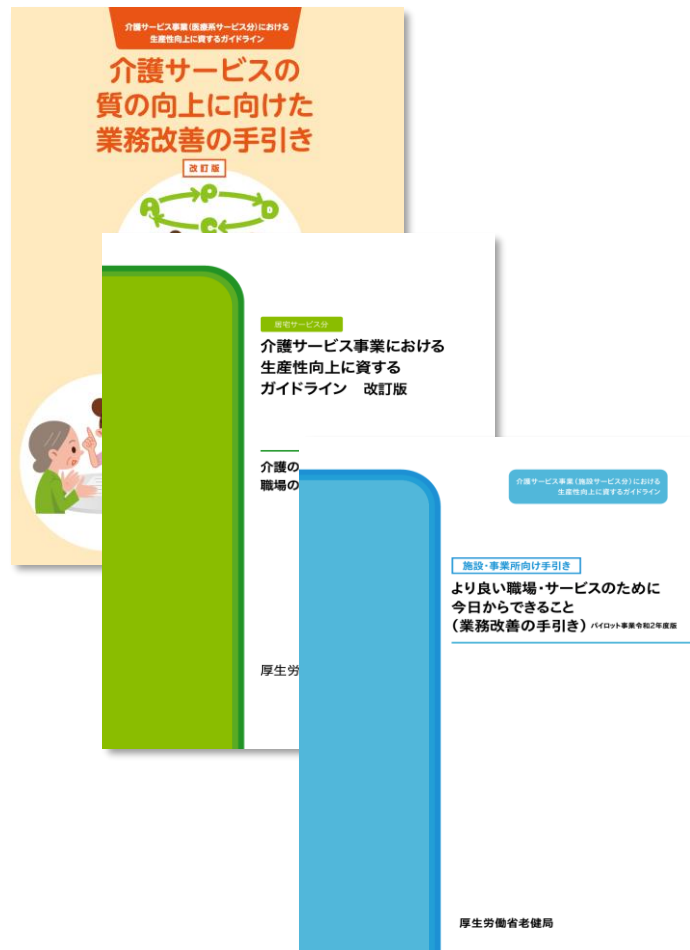 介護サービス事業(医療系サービス分)における
生産性向上に資するガイドライン
介護サービスの
質の向上に向けた
業務改善の手引き
改訂版
A P D C
居宅サービス分
介護サービス事業における
生産性向上に資する
ガイドライン 改訂版
介護の
職場の
厚生労
介護サービス事業(施設サービス分)における
生産性向上に資するガイドライン
施設・事業所向け手引き
より良い職場・サービスのために
今日からできること
(業務改善の手引き) パイロット事業令和2年度版
厚生労働省老健局